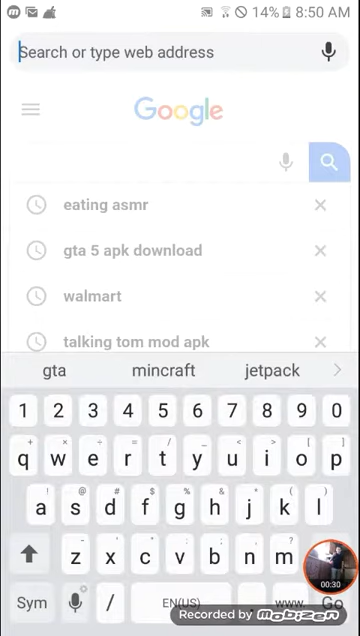 14% 8:50 AM
Search or type web address
Google
eating asmr
gta 5 apk download
walmart
talking tom mod apk
gta mincraft jetpack
1 2 3 4 5 6 7 8 9 0
+ × ÷ = / _ < > [ ]
q w e r t y u i o p
! @ # $ % ^ & * ( )
a s d f g h j k l
- ' " : ; , ?
z x c v b n m
00:30
Sym / EN(US) . www. Go
Recorded by mobizen